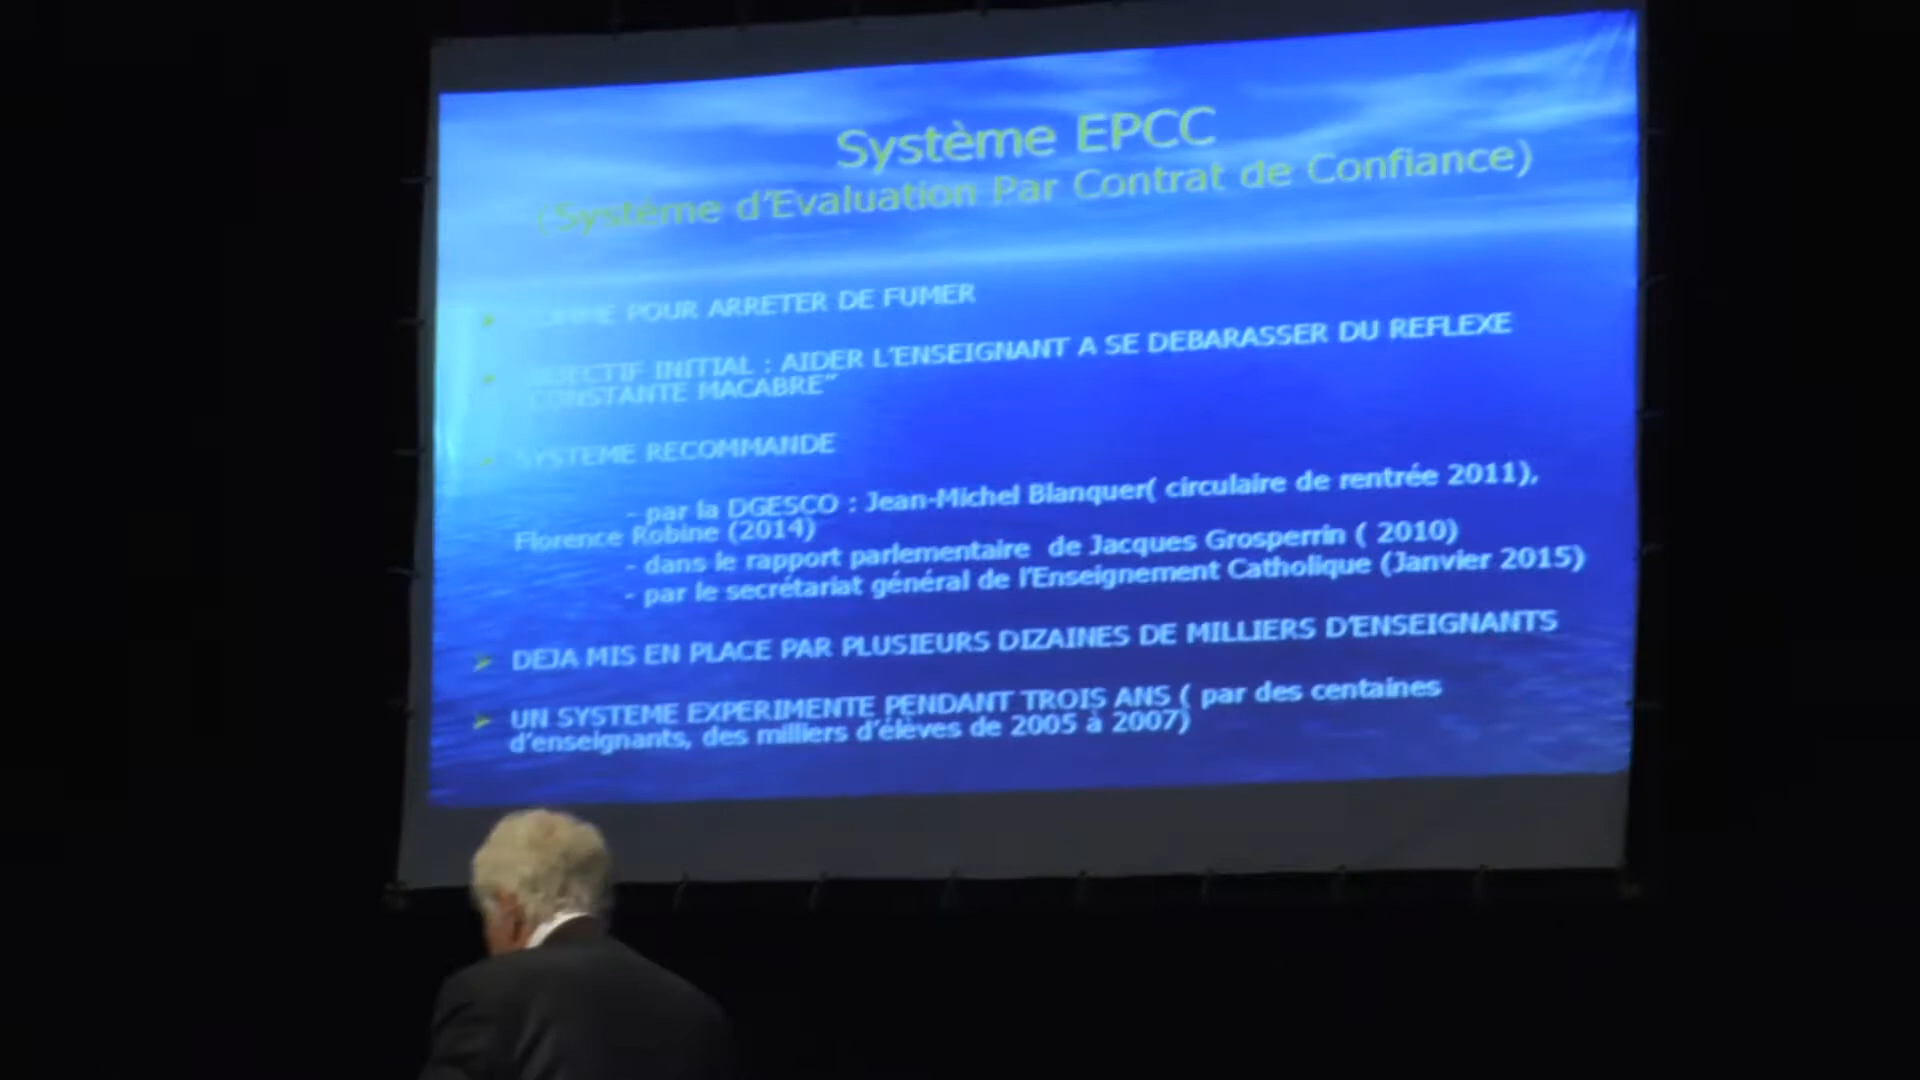 Système EPCC
(Système d'Evaluation Par Contrat de Confiance)
COMME POUR ARRETER DE FUMER
OBJECTIF INITIAL : AIDER L'ENSEIGNANT A SE DEBARASSER DU REFLEXE
CONSTANTE MACABRE"
SYSTEME RECOMMANDE
- par la DGESCO : Jean-Michel Blanquer( circulaire de rentrée 2011),
Florence Robine (2014)
- dans le rapport parlementaire de Jacques Grosperrin ( 2010)
- par le secrétariat général de l'Enseignement Catholique (Janvier 2015)
DEJA MIS EN PLACE PAR PLUSIEURS DIZAINES DE MILLIERS D'ENSEIGNANTS
UN SYSTEME EXPERIMENTE PENDANT TROIS ANS ( par des centaines
d'enseignants, des milliers d'élèves de 2005 à 2007)